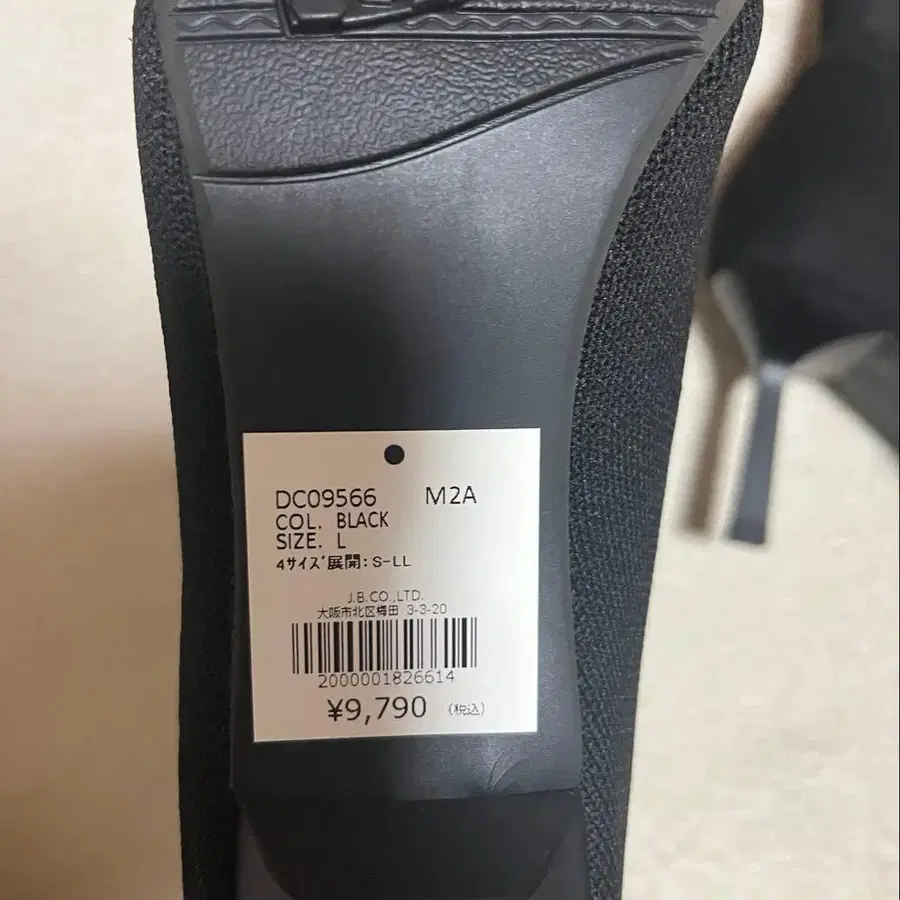 DC09566 M2A
COL. BLACK
SIZE. L
4サイズ展開:S-LL
J.B.CO.,LTD.
大阪市北区梅田 3-3-20
2000001826614
¥9,790 (税込)